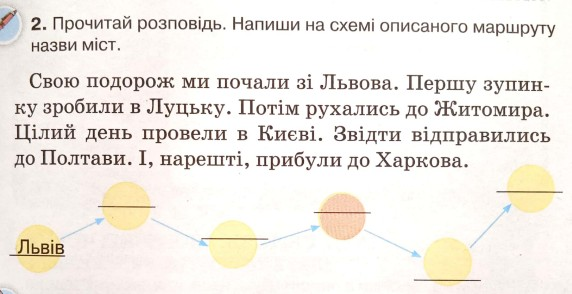 2. Прочитай розповідь. Напиши на схемі описаного маршруту
назви міст.
Свою подорож ми почали зі Львова. Першу зупин-
ку зробили в Луцьку. Потім рухались до Житомира.
Цілий день провели в Києві. Звідти відправились
до Полтави. І, нарешті, прибули до Харкова.
Львів